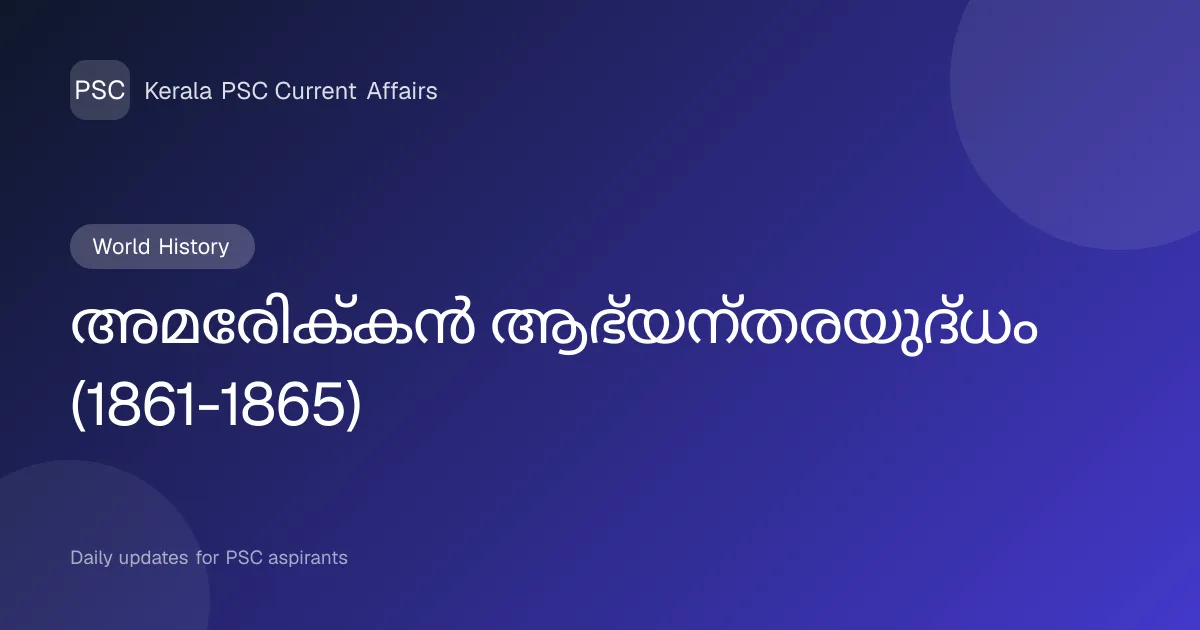 PSC Kerala PSC Current Affairs
World History
അമേരിക്കൻ ആഭ്യന്തരയുദ്ധം
(1861-1865)
Daily updates for PSC aspirants